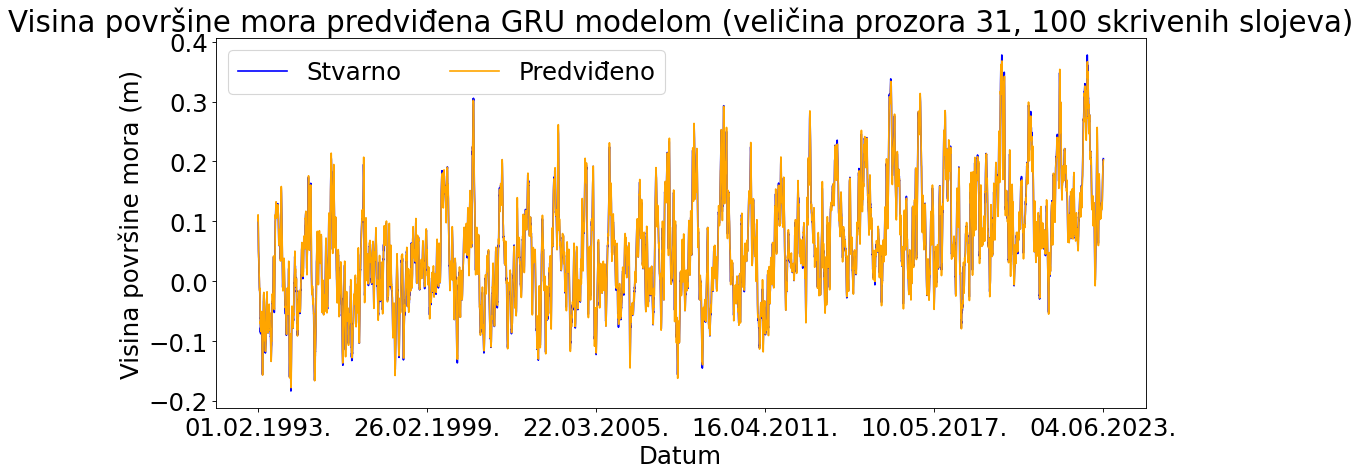 Visina površine mora predviđena GRU modelom (veličina prozora 31, 100 skrivenih slojeva)
Stvarno Predviđeno
Visina površine mora (m)
0.4
0.3
0.2
0.1
0.0
−0.1
−0.2
01.02.1993. 26.02.1999. 22.03.2005. 16.04.2011. 10.05.2017. 04.06.2023.
Datum